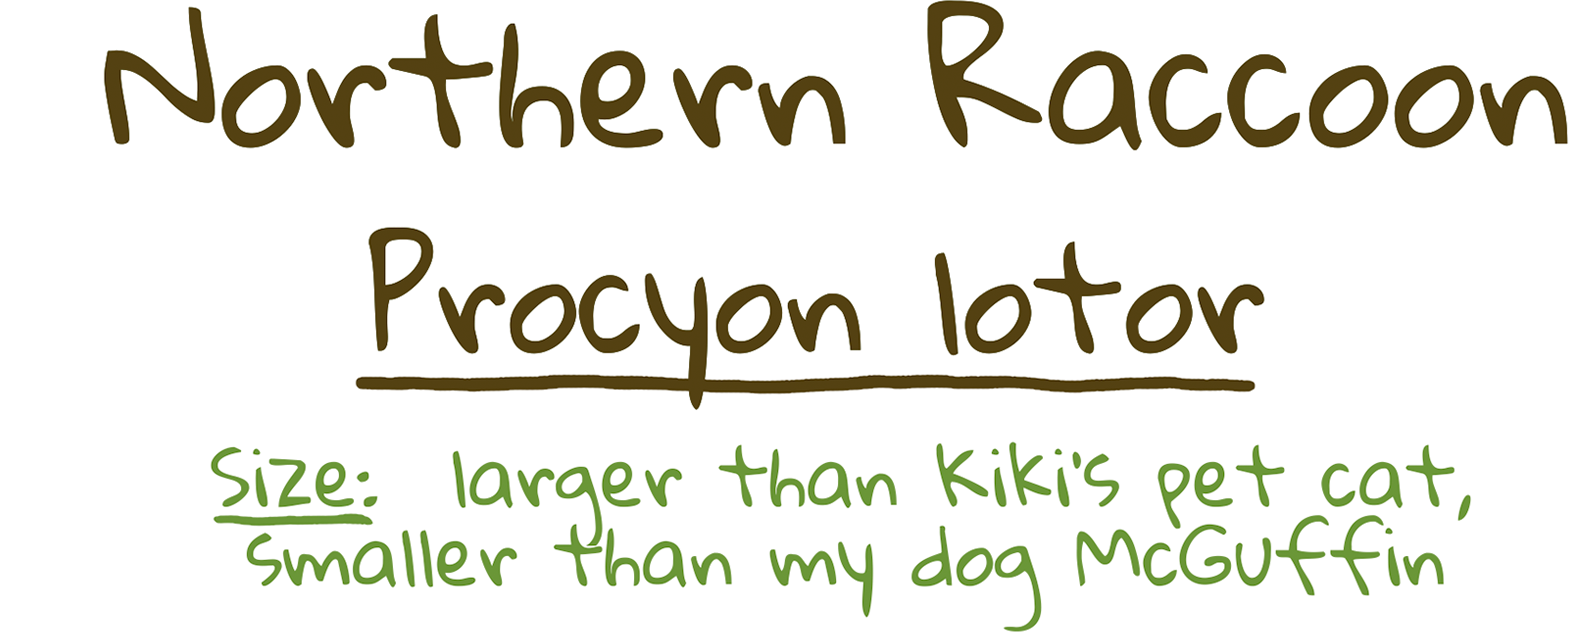 Northern Raccoon
Procyon lotor
Size: larger than Kiki's pet cat,
smaller than my dog McGuffin